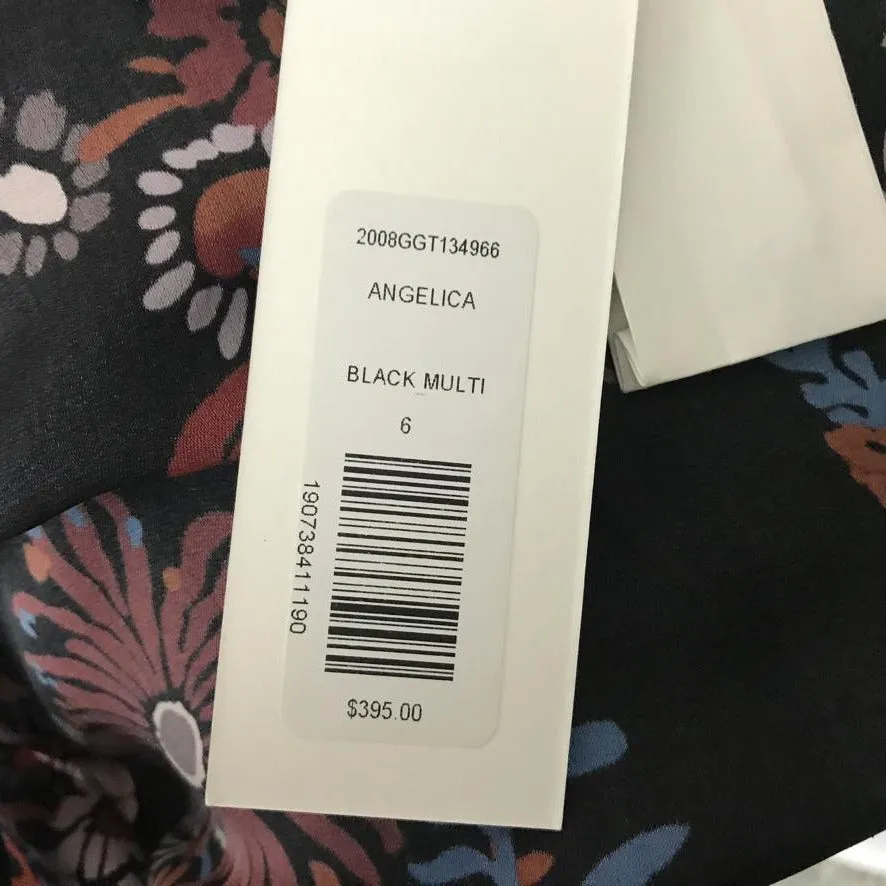 2008GGT134966
ANGELICA
BLACK MULTI
6
190738411190
$395.00